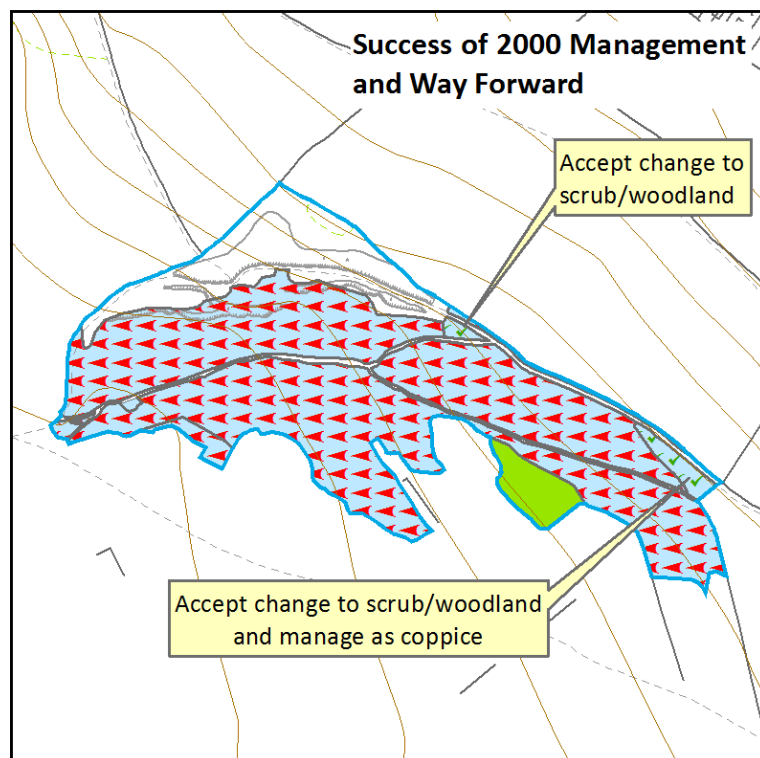 Success of 2000 Management
and Way Forward
Accept change to
scrub/woodland
Accept change to scrub/woodland
and manage as coppice